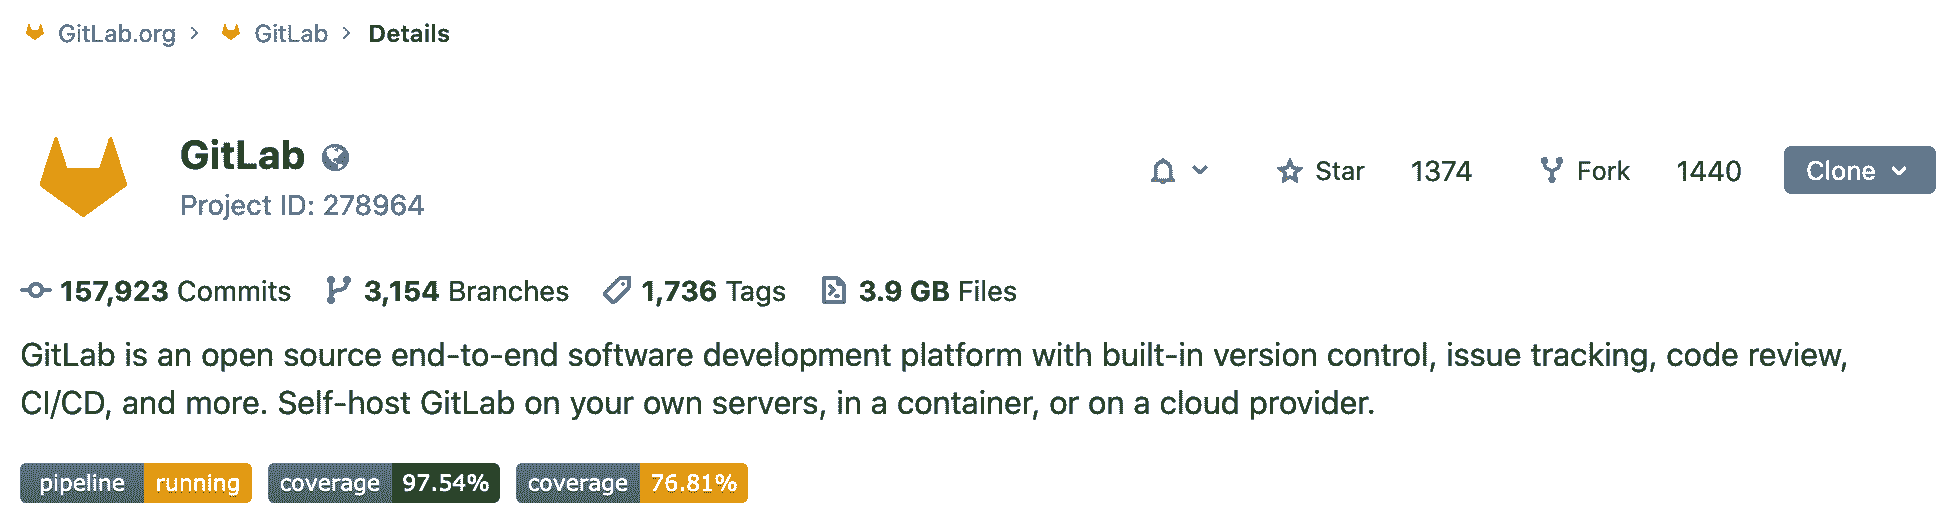 GitLab.org > GitLab > Details
GitLab
Project ID: 278964
Star 1374 Fork 1440 Clone
157,923 Commits 3,154 Branches 1,736 Tags 3.9 GB Files
GitLab is an open source end-to-end software development platform with built-in version control, issue tracking, code review,
CI/CD, and more. Self-host GitLab on your own servers, in a container, or on a cloud provider.
pipeline running coverage 97.54% coverage 76.81%